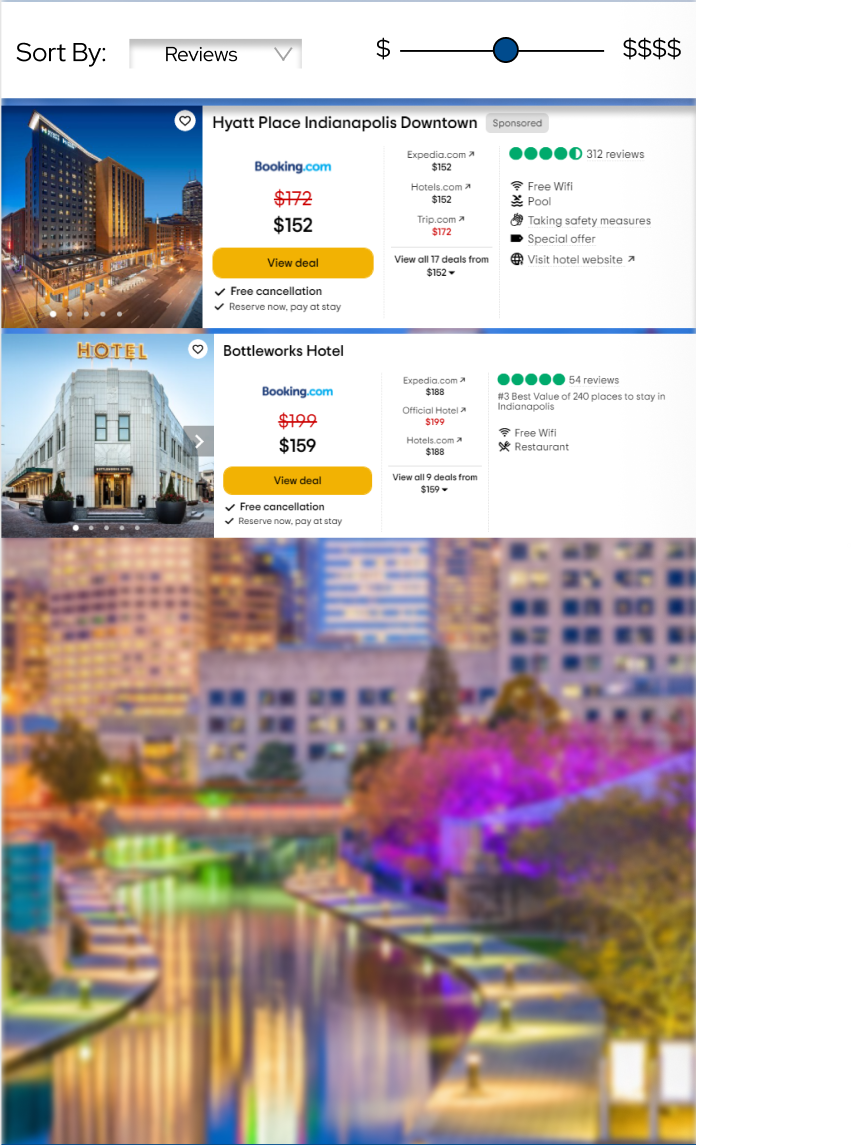 Sort By:
Reviews
$
$$$$
HOTEL
Hyatt Place Indianapolis Downtown
Sponsored
Booking.com
$172
$152
View deal
Free cancellation
Reserve now, pay at stay
Expedia.com
$152
Hotels.com
$152
Trip.com
$172
View all 17 deals from
$152
312 reviews
Free Wifi
Pool
Taking safety measures
Special offer
Visit hotel website
Bottleworks Hotel
Booking.com
$199
$159
View deal
Free cancellation
Reserve now, pay at stay
Expedia.com
$188
Official Hotel
$199
Hotels.com
$188
View all 9 deals from
$159
54 reviews
#3 Best Value of 240 places to stay in
Indianapolis
Free Wifi
Restaurant